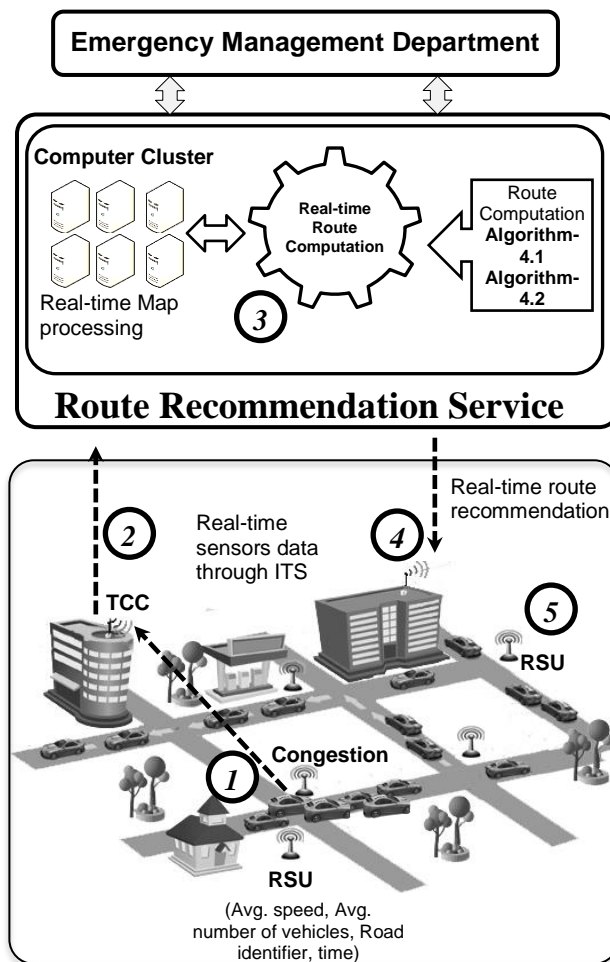 Emergency Management Department
Computer Cluster
Real-time Map
processing
Real-time
Route
Computation
3
Route
Computation
Algorithm-
4.1
Algorithm-
4.2
Route Recommendation Service
2
Real-time
sensors data
through ITS
4
Real-time route
recommendation
TCC
5
RSU
1
Congestion
RSU
(Avg. speed, Avg.
number of vehicles, Road
identifier, time)